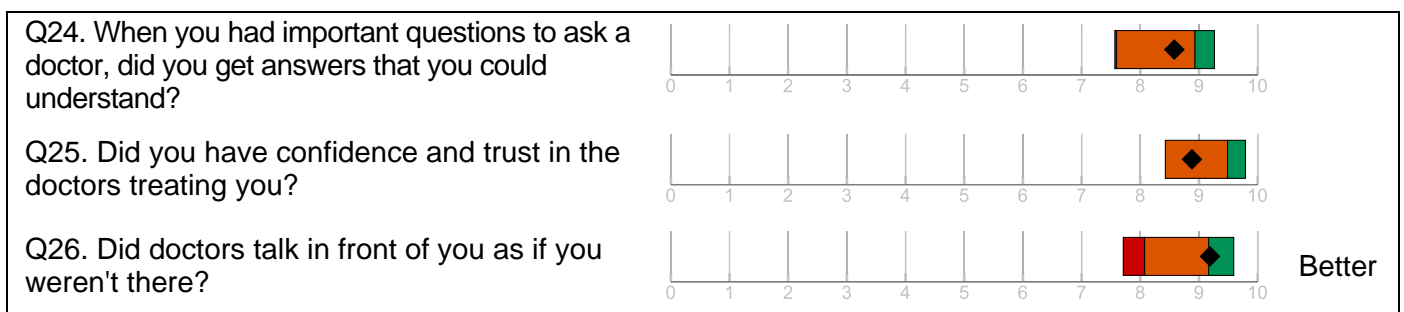 Q24. When you had important questions to ask a
doctor, did you get answers that you could
understand?
0 1 2 3 4 5 6 7 8 9 10
Q25. Did you have confidence and trust in the
doctors treating you?
0 1 2 3 4 5 6 7 8 9 10
Q26. Did doctors talk in front of you as if you
weren't there?
Better
0 1 2 3 4 5 6 7 8 9 10